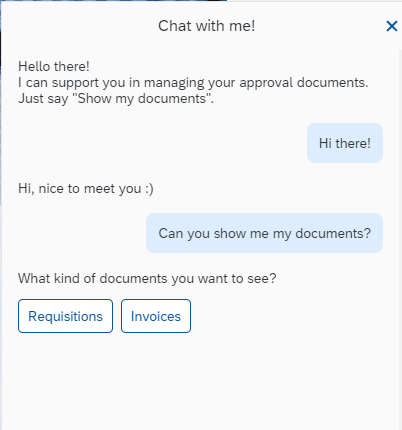 Chat with me!
Hello there!
I can support you in managing your approval documents.
Just say "Show my documents".
Hi there!
Hi, nice to meet you :)
Can you show me my documents?
What kind of documents you want to see?
Requisitions
Invoices